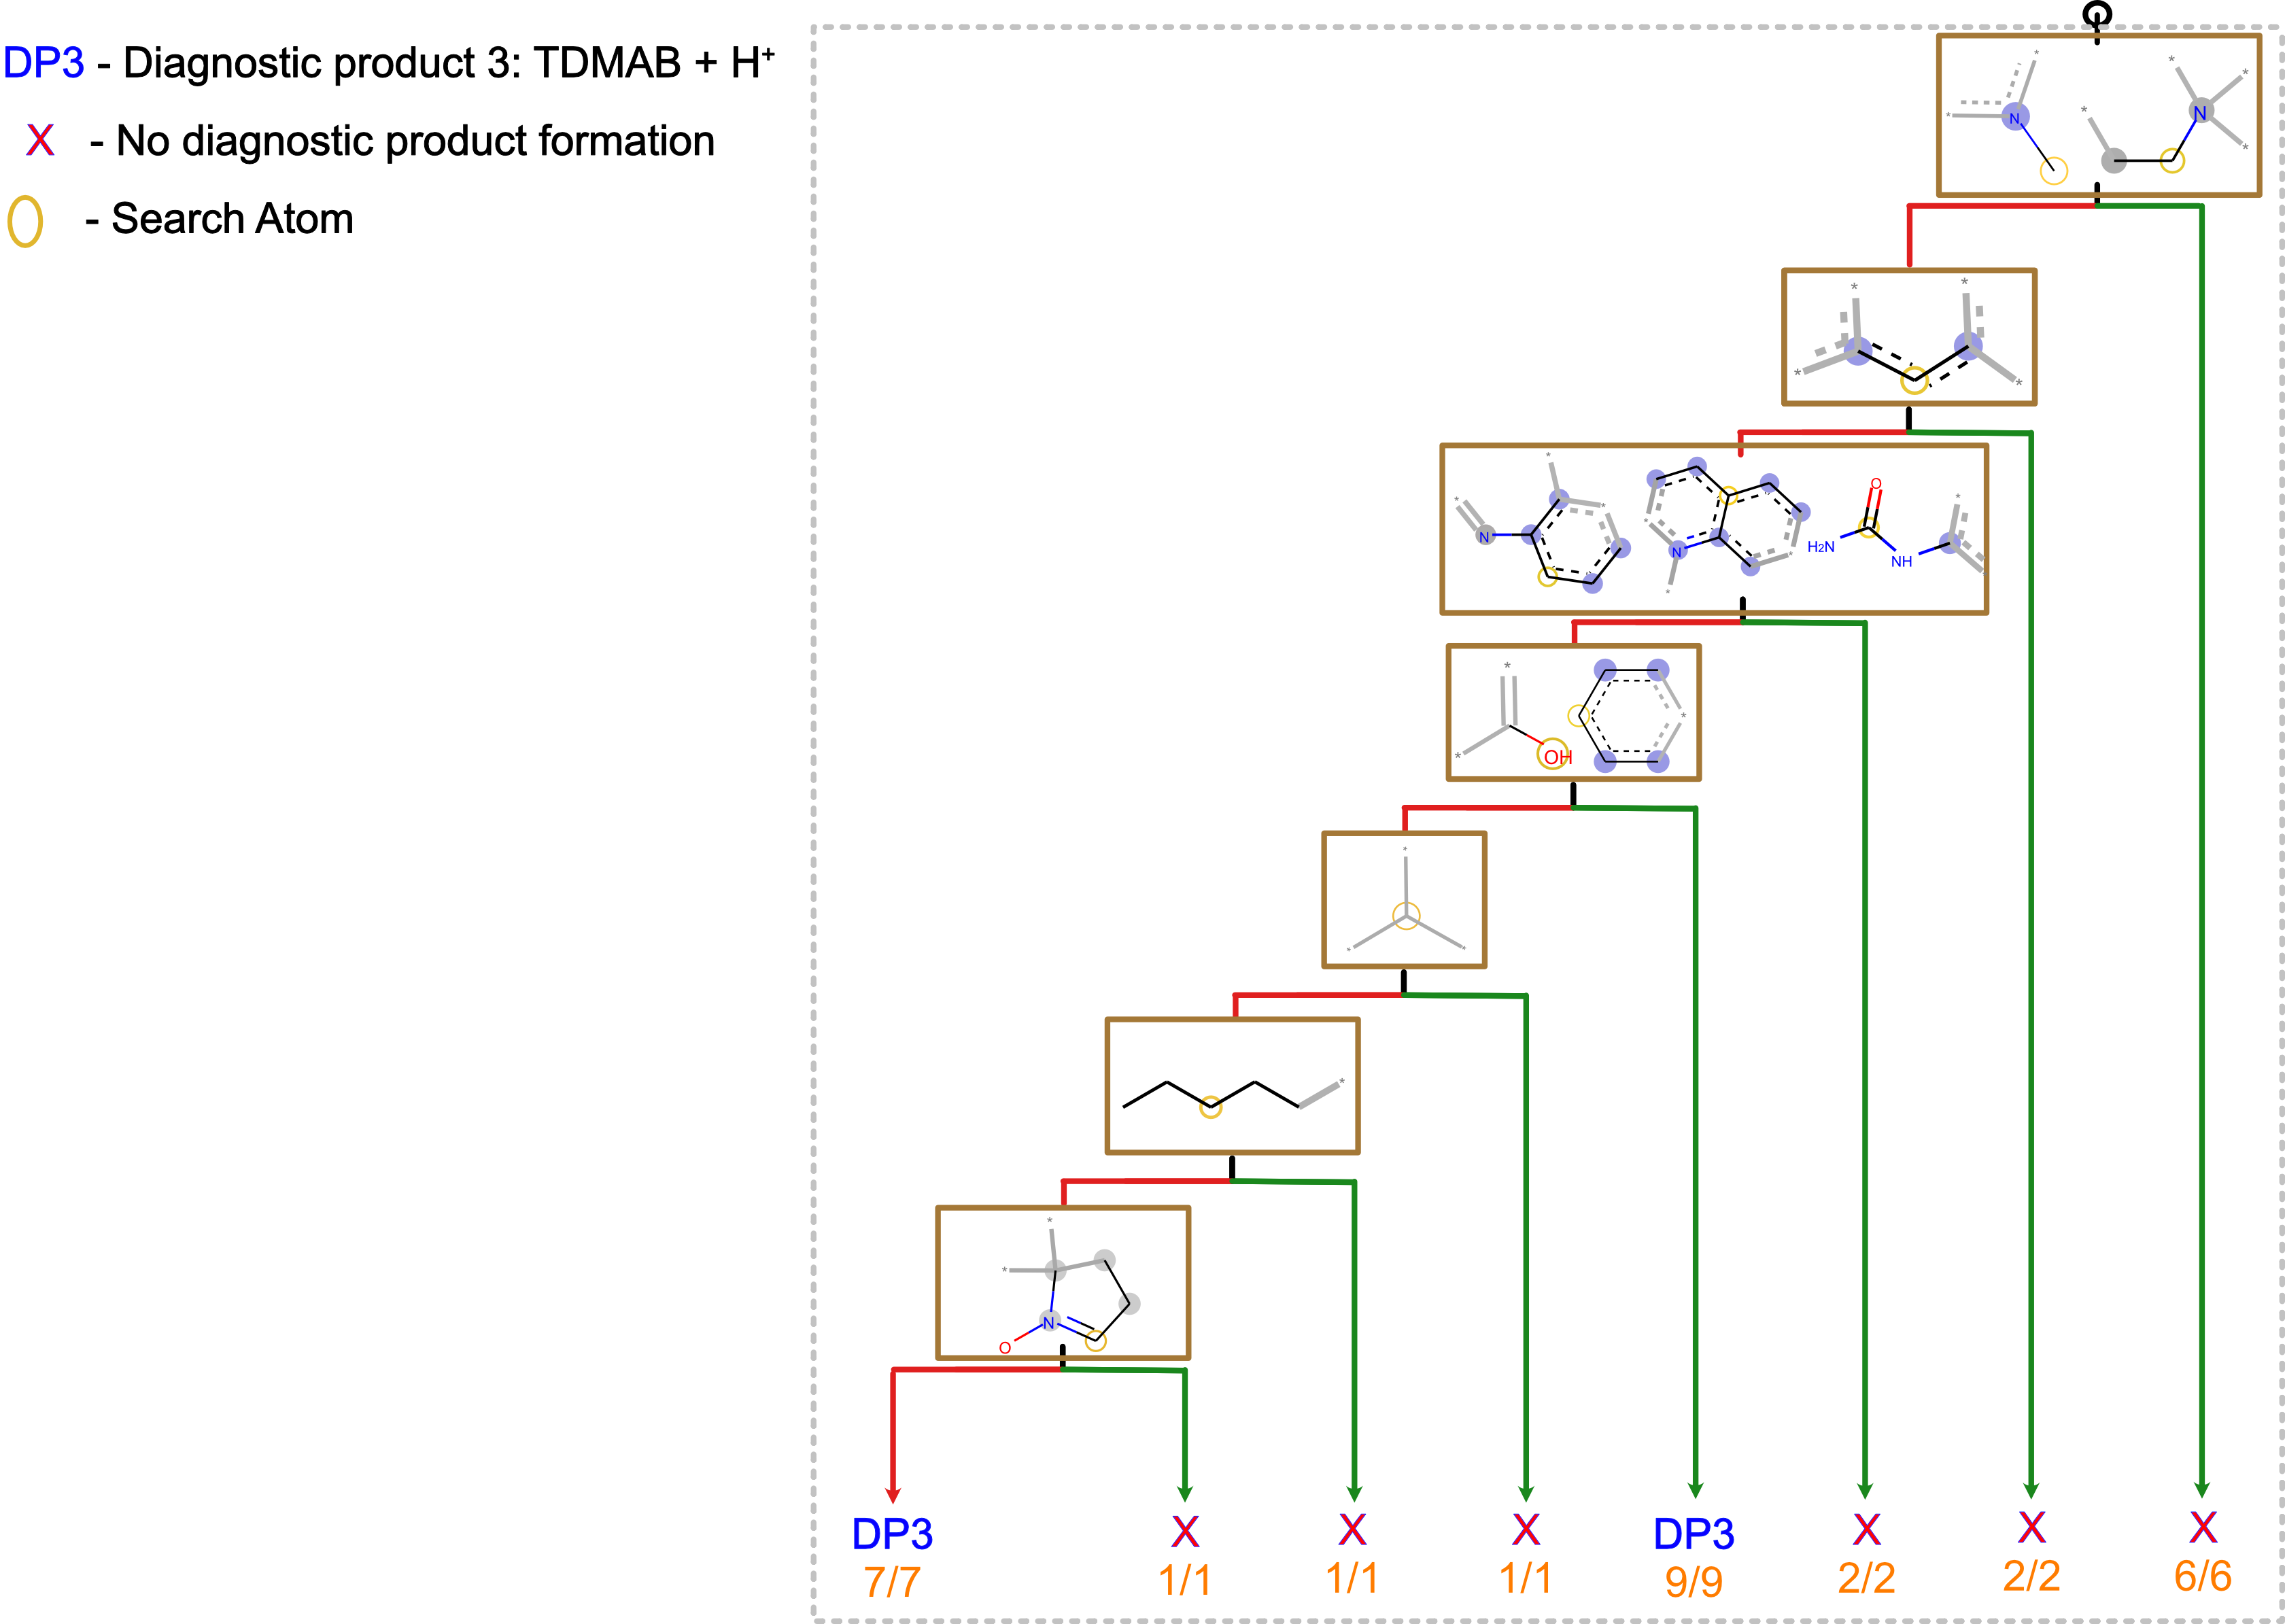 DP3 - Diagnostic product 3: TDMAB + H⁺
X - No diagnostic product formation
- Search Atom
* * * * * *
N N
* * * *
* * * *
N N O H₂N NH
* * OH *
* * *
*
* * N O
DP3 X X X DP3 X X X
7/7 1/1 1/1 1/1 9/9 2/2 2/2 6/6